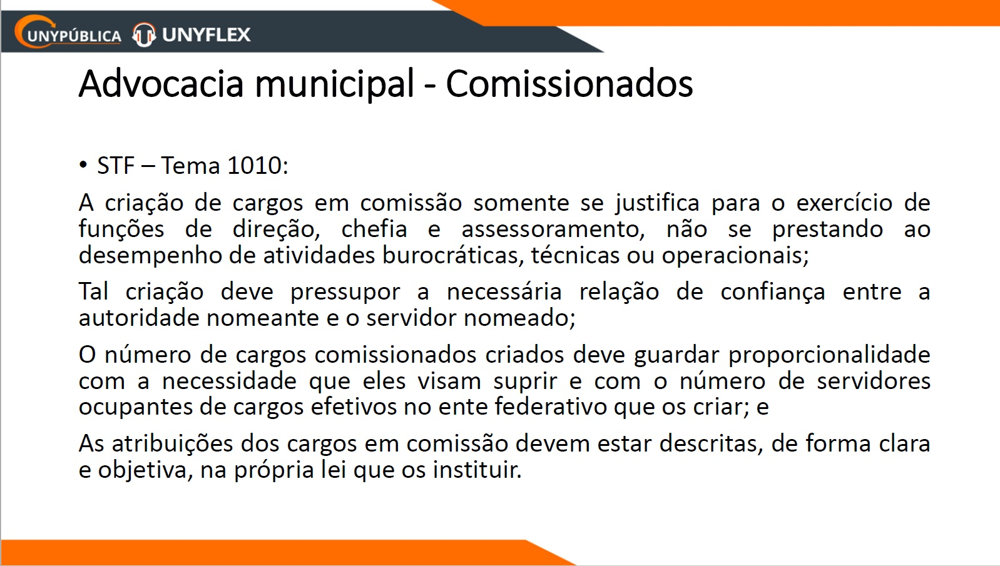 UNYPÚBLICA UNYFLEX
Advocacia municipal - Comissionados
• STF – Tema 1010:
A criação de cargos em comissão somente se justifica para o exercício de
funções de direção, chefia e assessoramento, não se prestando ao
desempenho de atividades burocráticas, técnicas ou operacionais;
Tal criação deve pressupor a necessária relação de confiança entre a
autoridade nomeante e o servidor nomeado;
O número de cargos comissionados criados deve guardar proporcionalidade
com a necessidade que eles visam suprir e com o número de servidores
ocupantes de cargos efetivos no ente federativo que os criar; e
As atribuições dos cargos em comissão devem estar descritas, de forma clara
e objetiva, na própria lei que os instituir.